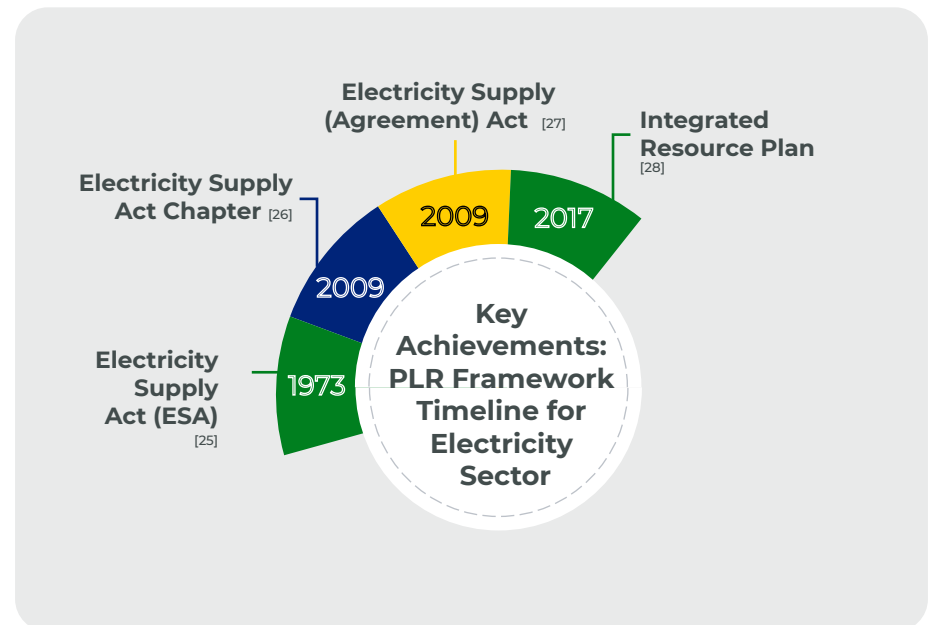 Electricity Supply
(Agreement) Act [27]
Integrated
Resource Plan
[28]
Electricity Supply
Act Chapter [26]
2009
2017
2009
Electricity
Supply
Act (ESA)
[25]
1973
Key
Achievements:
PLR Framework
Timeline for
Electricity
Sector